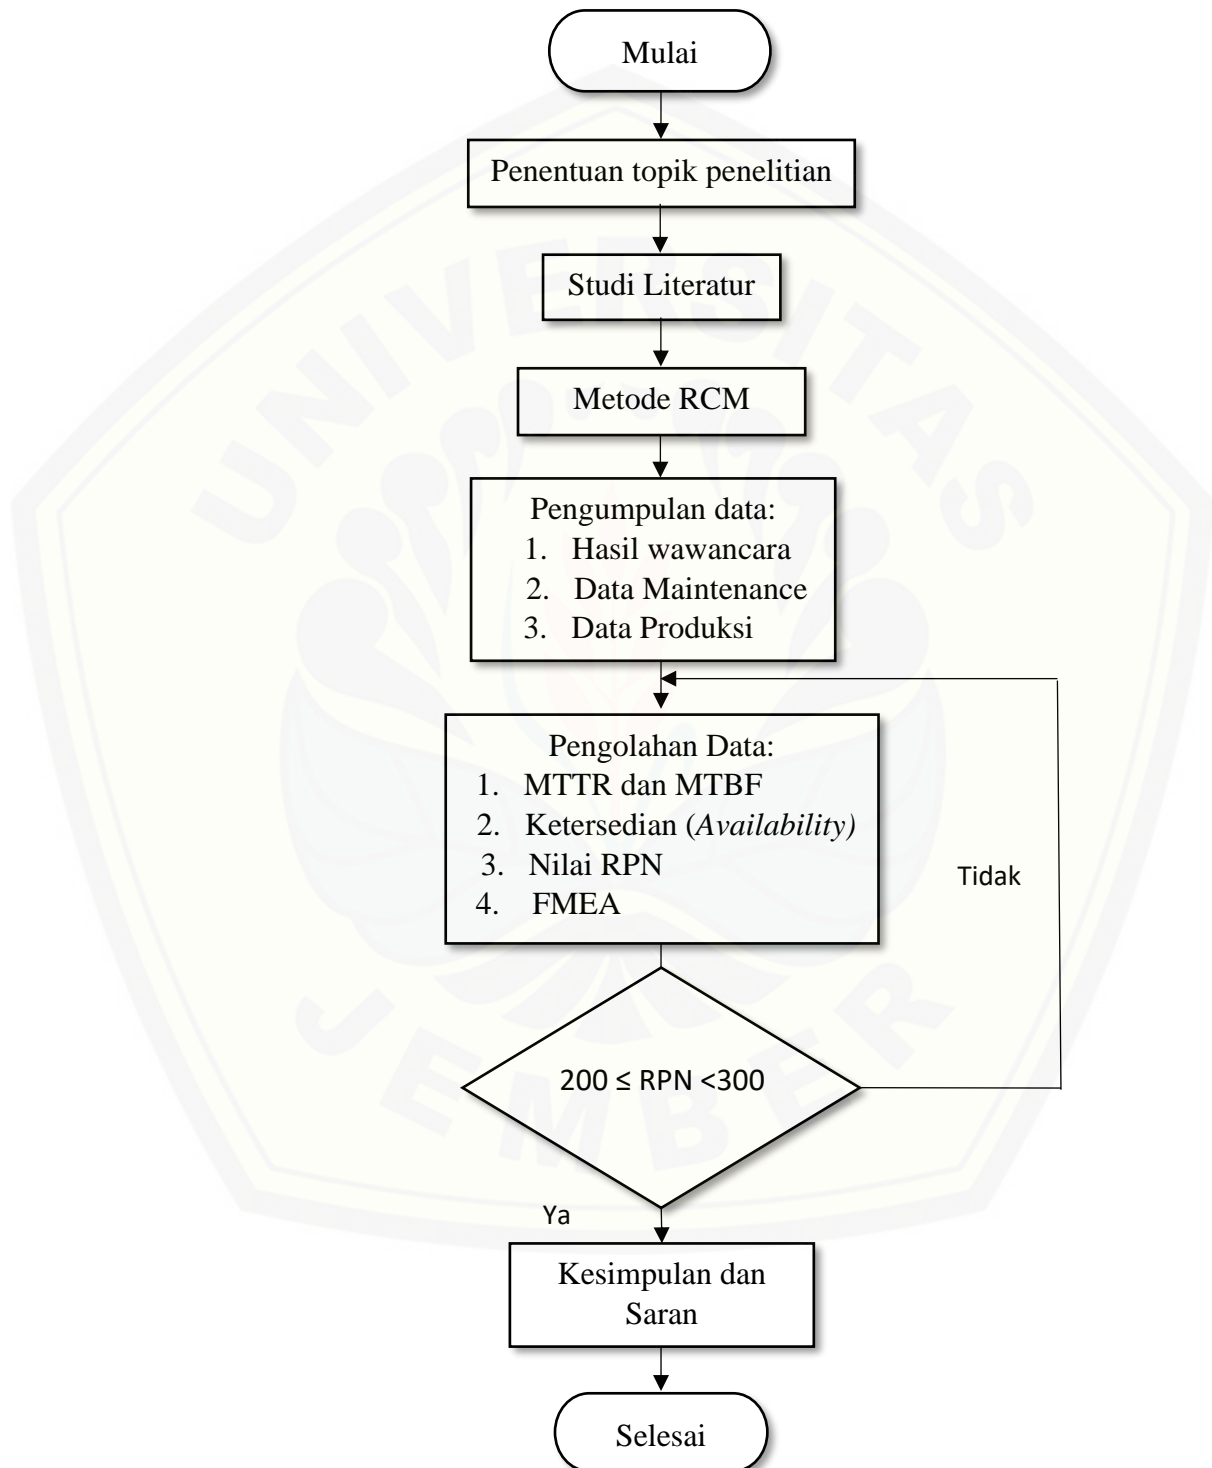 Mulai
Penentuan topik penelitian
Studi Literatur
Metode RCM
Pengumpulan data:
1. Hasil wawancara
2. Data Maintenance
3. Data Produksi
Pengolahan Data:
1. MTTR dan MTBF
2. Ketersedian (Availability)
3. Nilai RPN
4. FMEA
Tidak
200 ≤ RPN <300
Ya
Kesimpulan dan
Saran
Selesai
UNIVERSITAS
JEMBER